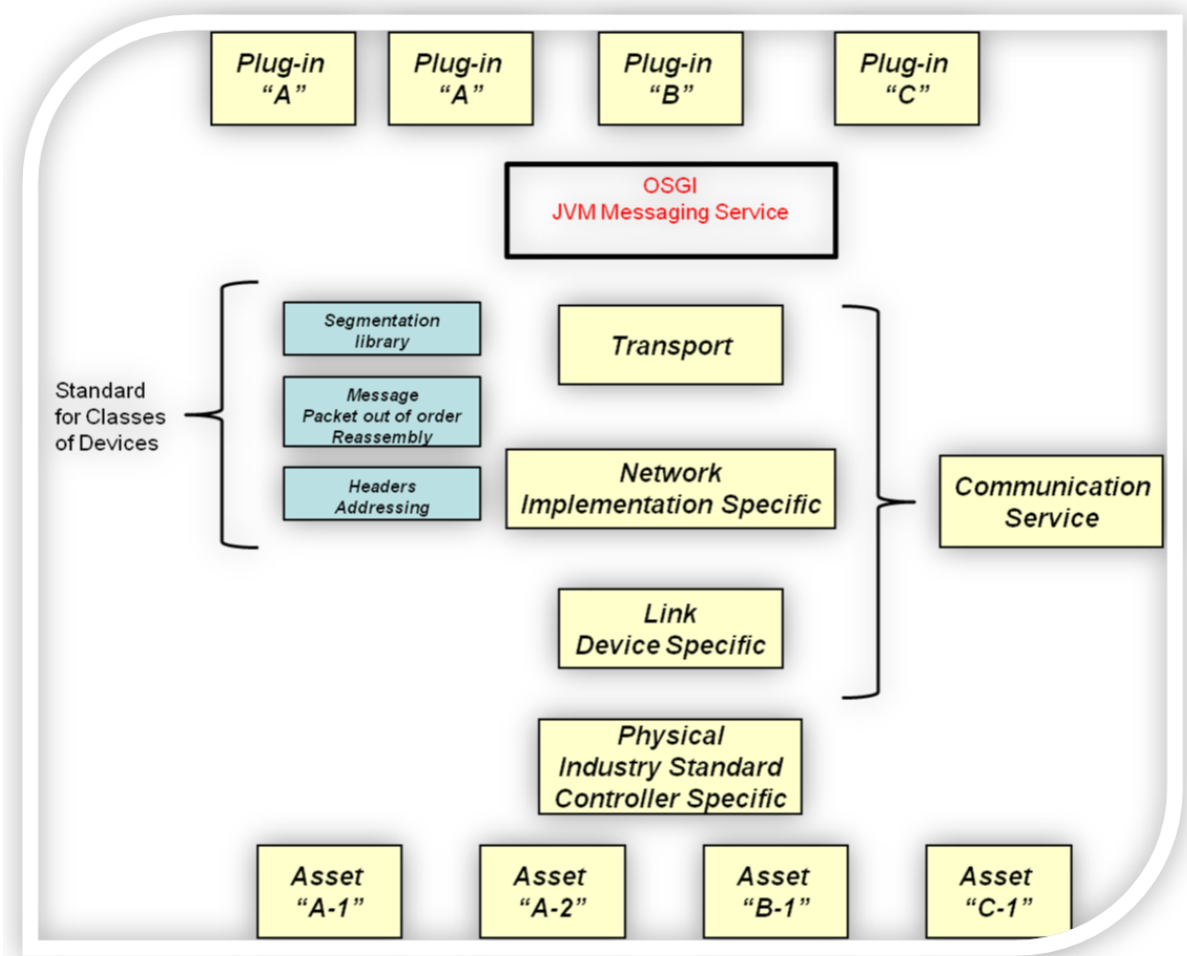 Plug-in
“A”
Plug-in
“A”
Plug-in
“B”
Plug-in
“C”
OSGI
JVM Messaging Service
Standard
for Classes
of Devices
Segmentation
library
Message
Packet out of order
Reassembly
Headers
Addressing
Transport
Network
Implementation Specific
Link
Device Specific
Communication
Service
Physical
Industry Standard
Controller Specific
Asset
“A-1”
Asset
“A-2”
Asset
“B-1”
Asset
“C-1”